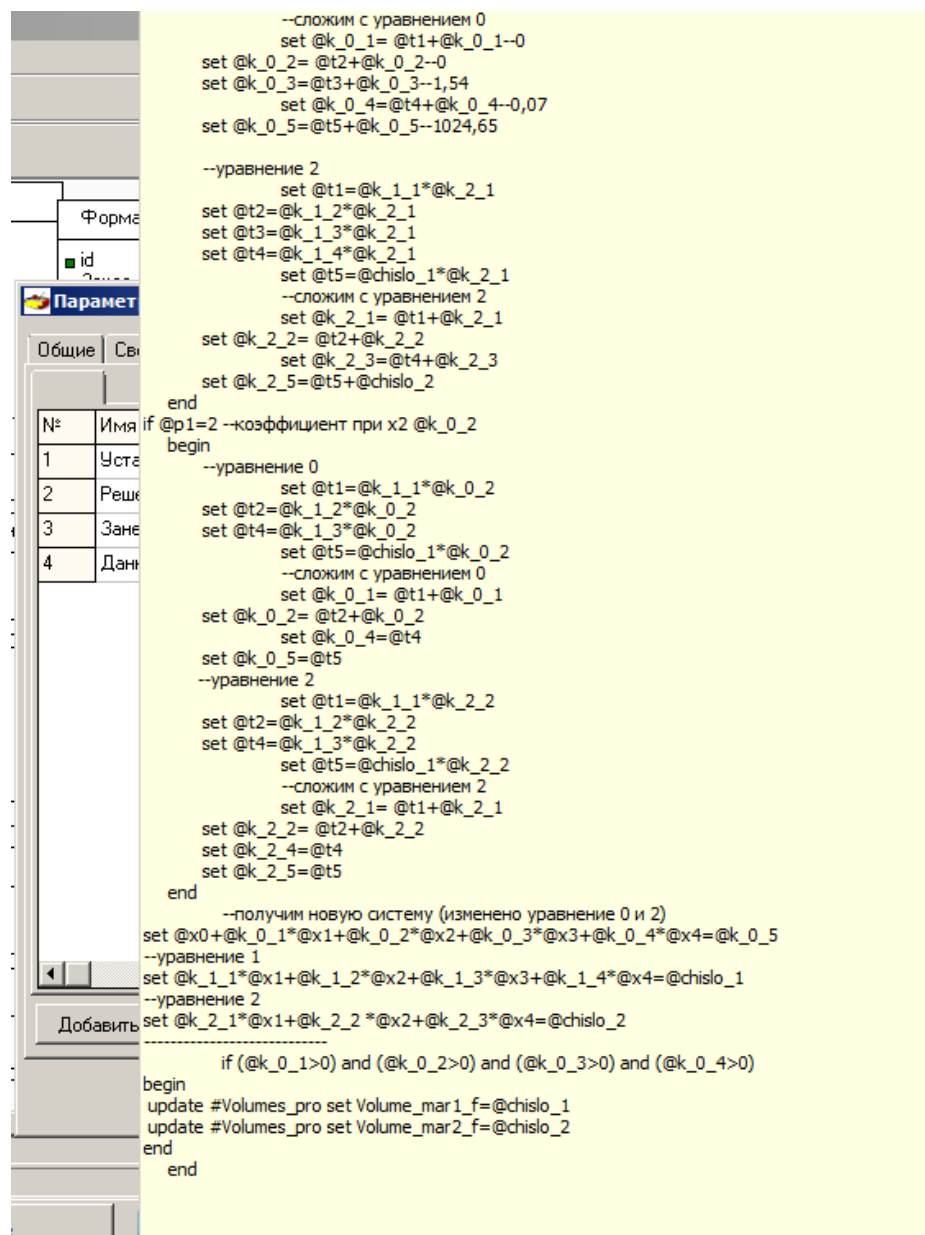 --сложим с уравнением 0
set @k_0_1= @t1+@k_0_1--0
set @k_0_2= @t2+@k_0_2--0
set @k_0_3=@t3+@k_0_3--1,54
set @k_0_4=@t4+@k_0_4--0,07
set @k_0_5=@t5+@k_0_5--1024,65
--уравнение 2
set @t1=@k_1_1*@k_2_1
set @t2=@k_1_2*@k_2_1
set @t3=@k_1_3*@k_2_1
set @t4=@k_1_4*@k_2_1
set @t5=@chislo_1*@k_2_1
--сложим с уравнением 2
set @k_2_1= @t1+@k_2_1
set @k_2_2= @t2+@k_2_2
set @k_2_3=@t4+@k_2_3
set @k_2_5=@t5+@chislo_2
end
if @p1=2 --коэффициент при x2 @k_0_2
begin
--уравнение 0
set @t1=@k_1_1*@k_0_2
set @t2=@k_1_2*@k_0_2
set @t4=@k_1_3*@k_0_2
set @t5=@chislo_1*@k_0_2
--сложим с уравнением 0
set @k_0_1= @t1+@k_0_1
set @k_0_2= @t2+@k_0_2
set @k_0_4=@t4
set @k_0_5=@t5
--уравнение 2
set @t1=@k_1_1*@k_2_2
set @t2=@k_1_2*@k_2_2
set @t4=@k_1_3*@k_2_2
set @t5=@chislo_1*@k_2_2
--сложим с уравнением 2
set @k_2_1= @t1+@k_2_1
set @k_2_2= @t2+@k_2_2
set @k_2_4=@t4
set @k_2_5=@t5
end
--получим новую систему (изменено уравнение 0 и 2)
set @x0+@k_0_1*@x1+@k_0_2*@x2+@k_0_3*@x3+@k_0_4*@x4=@k_0_5
--уравнение 1
set @k_1_1*@x1+@k_1_2*@x2+@k_1_3*@x3+@k_1_4*@x4=@chislo_1
--уравнение 2
set @k_2_1*@x1+@k_2_2 *@x2+@k_2_3*@x4=@chislo_2
----------------------------
if (@k_0_1>0) and (@k_0_2>0) and (@k_0_3>0) and (@k_0_4>0)
begin
update #Volumes_pro set Volume_mar1_f=@chislo_1
update #Volumes_pro set Volume_mar2_f=@chislo_2
end
end
Форма
id
Парамет
Общие Сво
№ Имя
1 Уста
2 Реше
3 Зане
4 Данн
Добавить